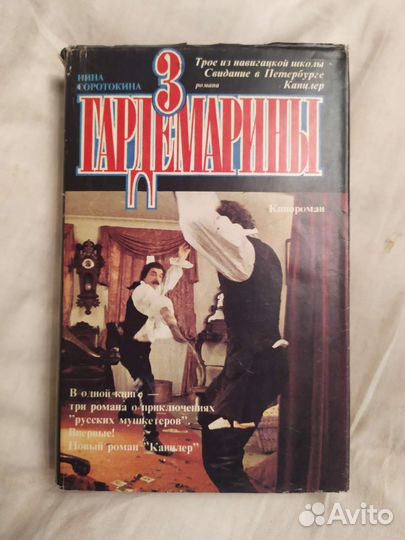 НИНА
СОРОТОКИНА
Трое из навигацкой школы
Свидание в Петербурге
романа
Канцлер
3
ГАРДЕМАРИНЫ
Кинороман
В одной книге —
три романа о приключениях
"русских мушкетеров".
Впервые!
Новый роман "Канцлер"
Avito